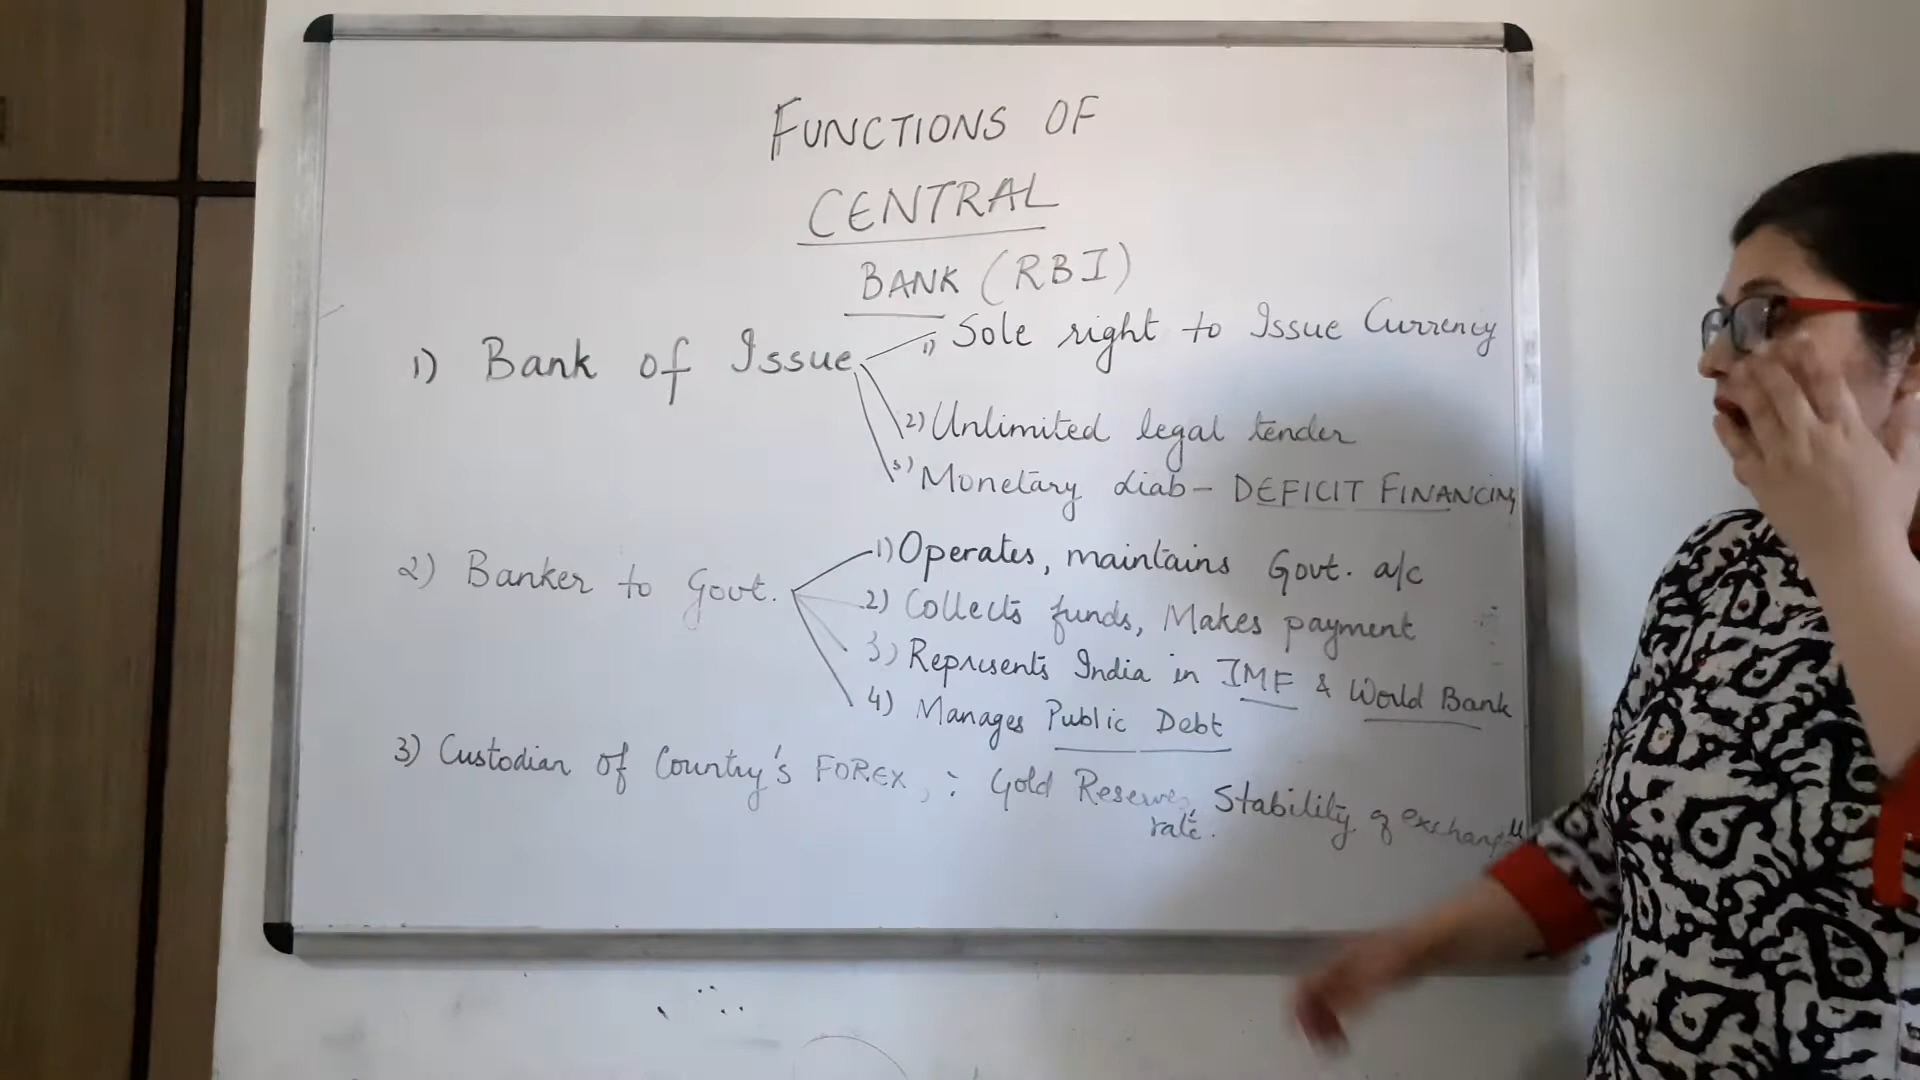 FUNCTIONS OF
CENTRAL
BANK (RBI)
1) Bank of Issue
1) Sole right to Issue Currency
2) Unlimited legal tender
3) Monetary Liab - DEFICIT FINANCING
2) Banker to Govt.
1) Operates, maintains Govt. a/c
2) Collects funds, Makes payment
3) Represents India in IMF & World Bank
4) Manages Public Debt
3) Custodian of Country's FOREX, : Gold Reserves, Stability of exchange
rate.